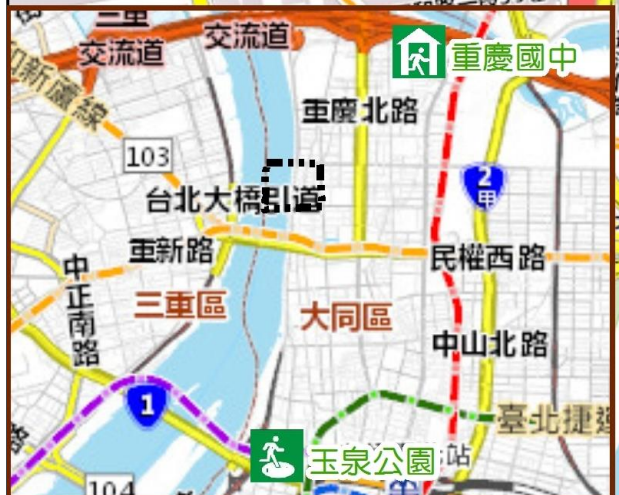 三重
交流道
交流道
重慶國中
和新蘆線
重慶北路
103
2
甲
台北大橋引道
重新路
民權西路
中正南路
三重區
大同區
中山北路
1
臺北捷運
玉泉公園
站
104
路